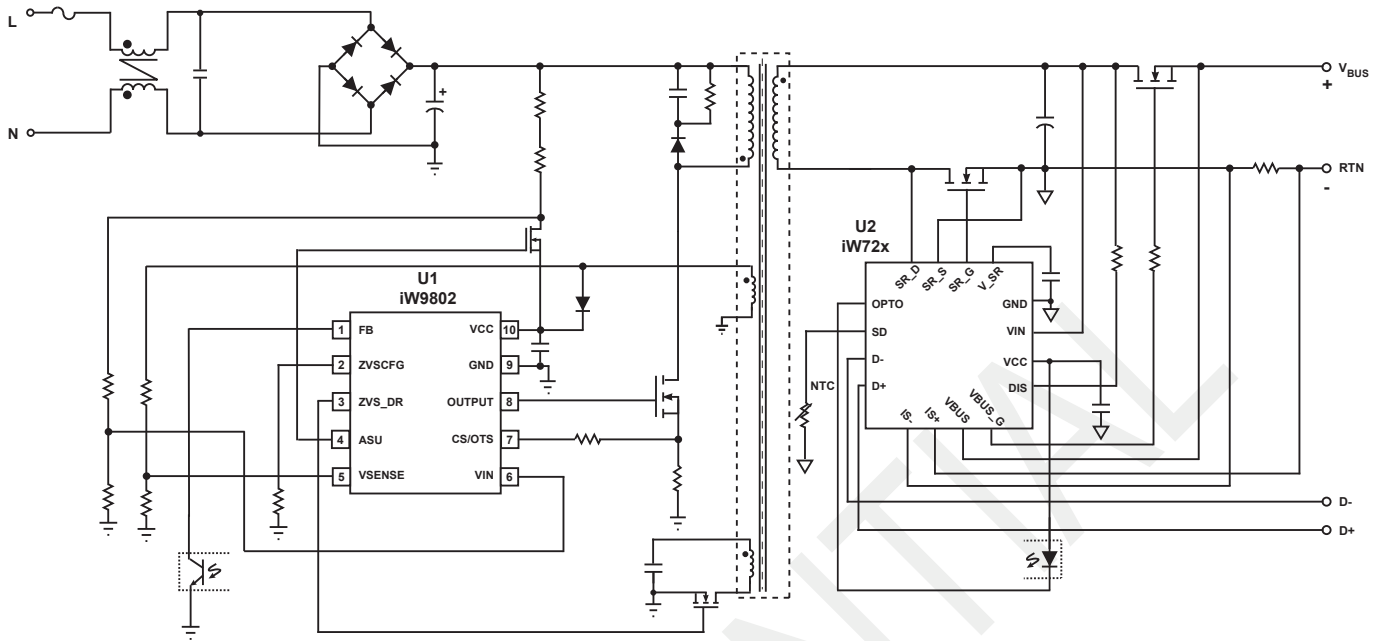 L
N
+
V_BUS
+
RTN
-
U1
iW9802
1 FB
2 ZVSCFG
3 ZVS_DR
4 ASU
5 VSENSE
VCC 10
GND 9
OUTPUT 8
CS/OTS 7
VIN 6
U2
iW72x
SR_D
SR_S
SR_G
V_SR
OPTO
SD
D-
D+
GND
VIN
VCC
DIS
IS-
IS+
VBUS
VBUS_G
NTC
D-
D+
NTIAL